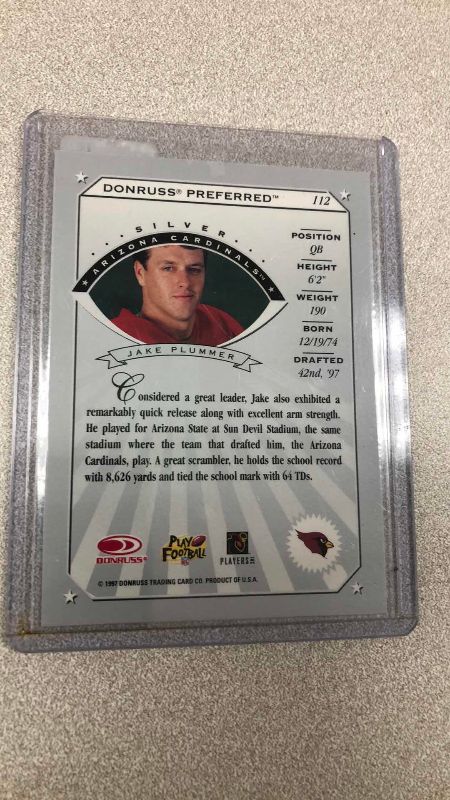 DONRUSS® PREFERRED™ 112
SILVER
ARIZONA CARDINALS™
JAKE PLUMMER
POSITION
QB
HEIGHT
6'2"
WEIGHT
190
BORN
12/19/74
DRAFTED
42nd, '97
Considered a great leader, Jake also exhibited a
remarkably quick release along with excellent arm strength.
He played for Arizona State at Sun Devil Stadium, the same
stadium where the team that drafted him, the Arizona
Cardinals, play. A great scrambler, he holds the school record
with 8,626 yards and tied the school mark with 64 TDs.
DONRUSS®
PLAY
FOOTBALL
NFL
PLAYERS INC
© 1997 DONRUSS TRADING CARD CO. PRODUCT OF U.S.A.